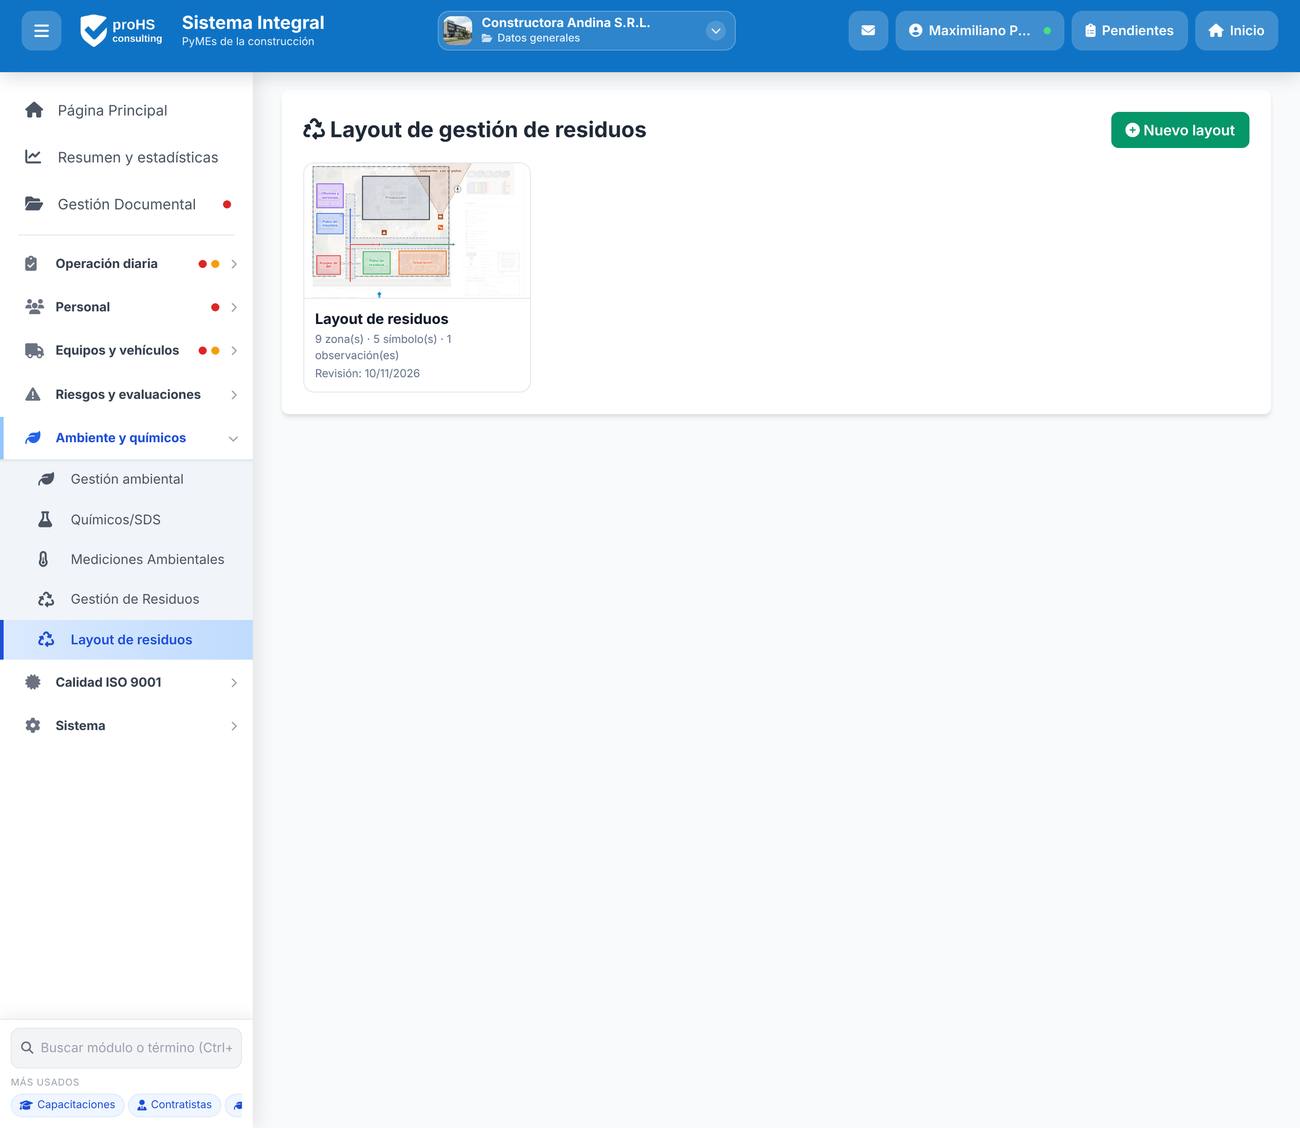 proHS
consulting
Sistema Integral
PyMEs de la construcción
Constructora Andina S.R.L.
Datos generales
Maximiliano P...
Pendientes
Inicio
Página Principal
Resumen y estadísticas
Gestión Documental
Operación diaria
Personal
Equipos y vehículos
Riesgos y evaluaciones
Ambiente y químicos
Gestión ambiental
Químicos/SDS
Mediciones Ambientales
Gestión de Residuos
Layout de residuos
Calidad ISO 9001
Sistema
Buscar módulo o término (Ctrl+
MÁS USADOS
Capacitaciones
Contratistas
Layout de gestión de residuos
Nuevo layout
Layout de residuos
9 zona(s) · 5 símbolo(s) · 1
observación(es)
Revisión: 10/11/2026